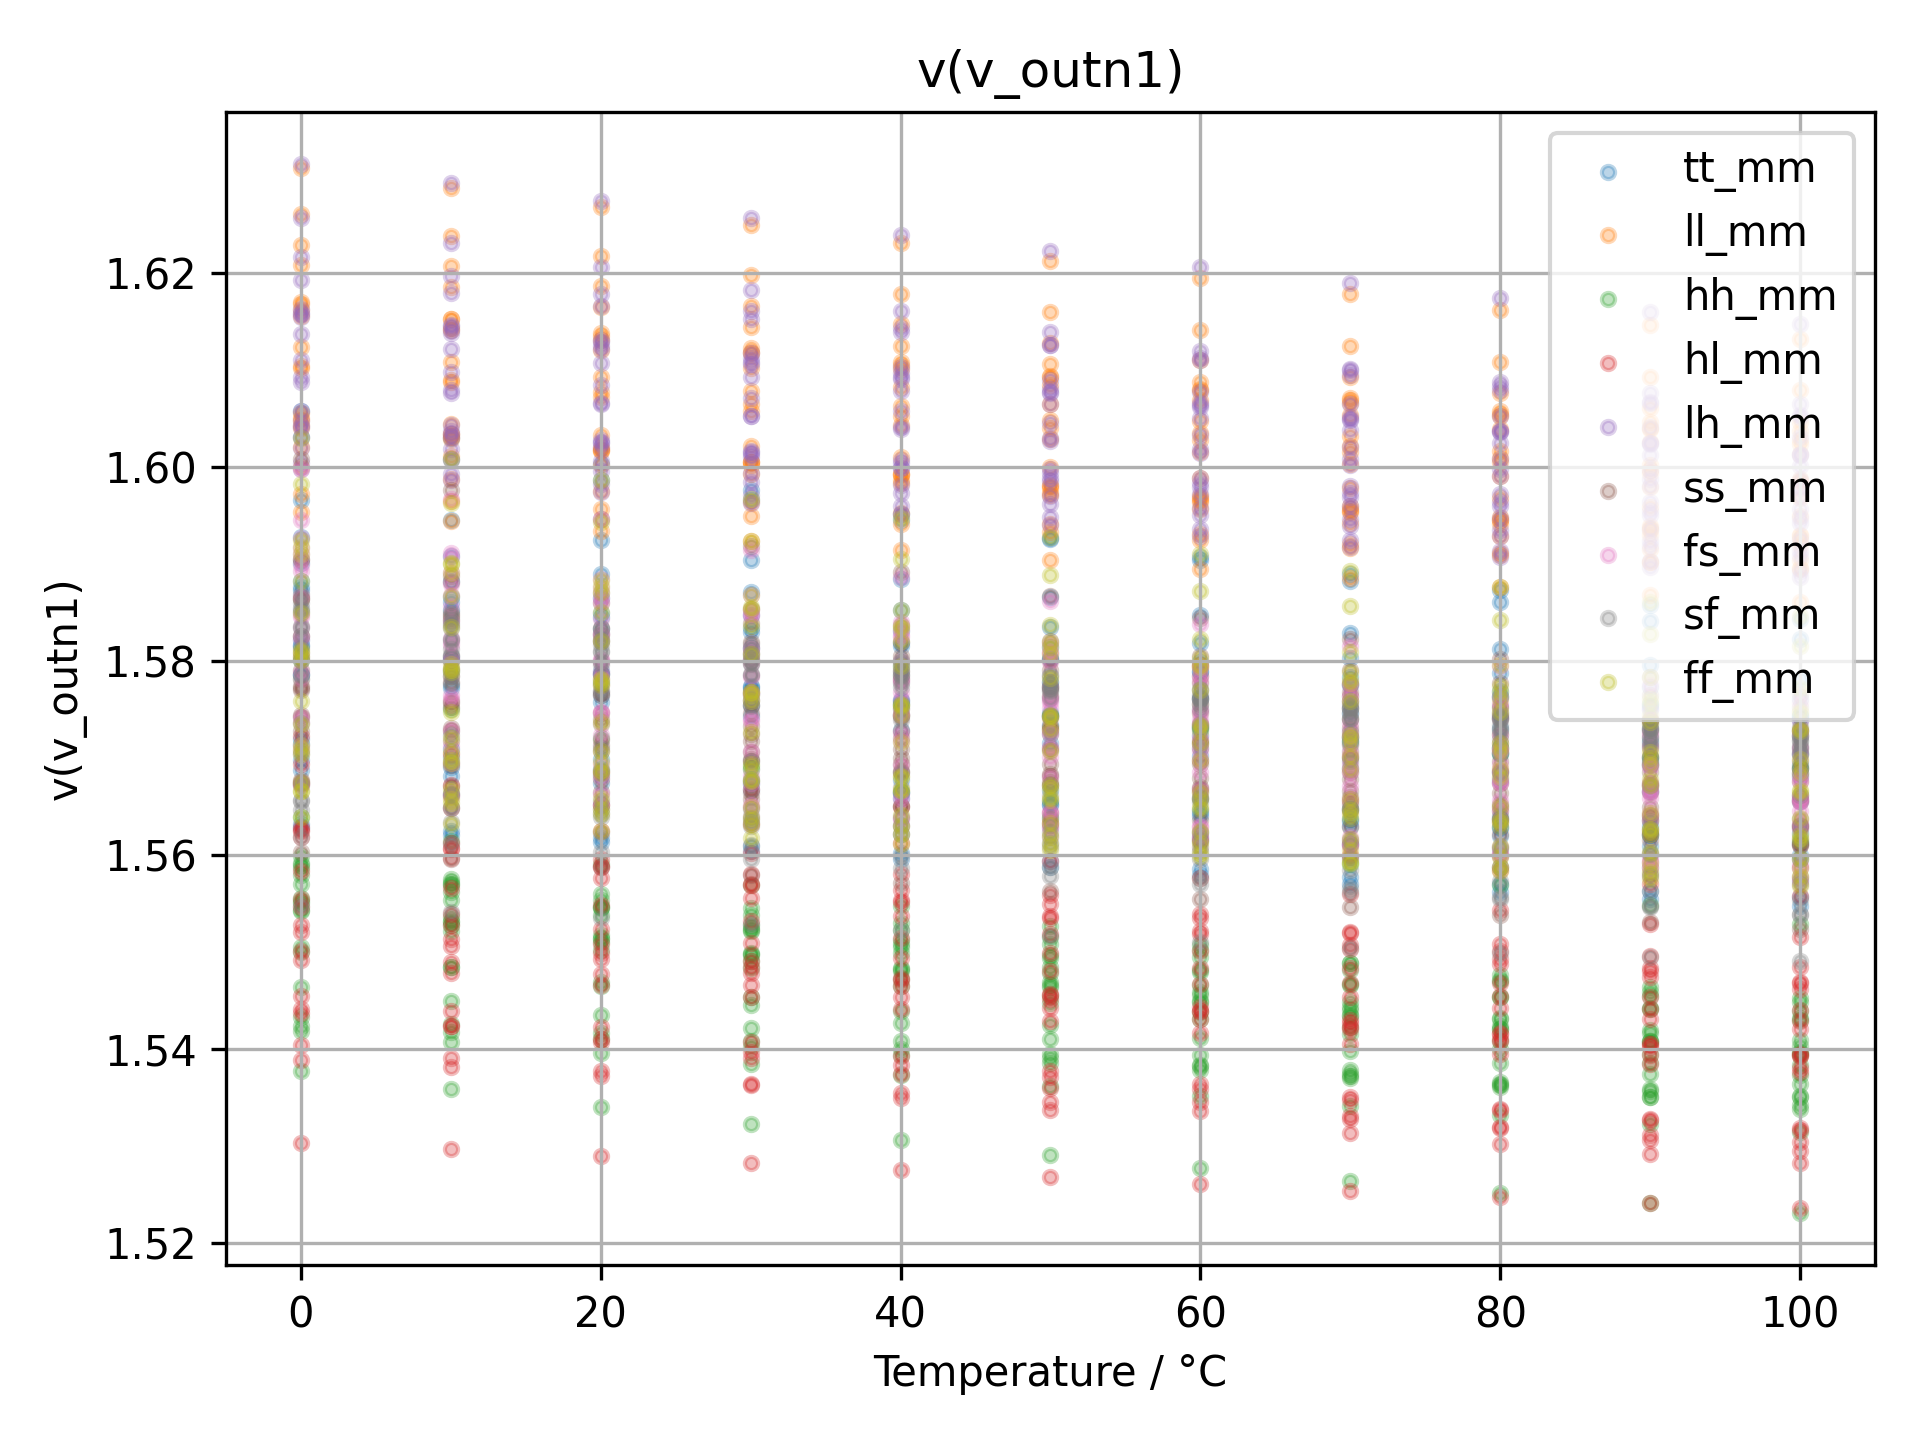 v(v_outn1)
v(v_outn1)
1.62
1.60
1.58
1.56
1.54
1.52
tt_mm
ll_mm
hh_mm
hl_mm
lh_mm
ss_mm
fs_mm
sf_mm
ff_mm
0 20 40 60 80 100
Temperature / °C